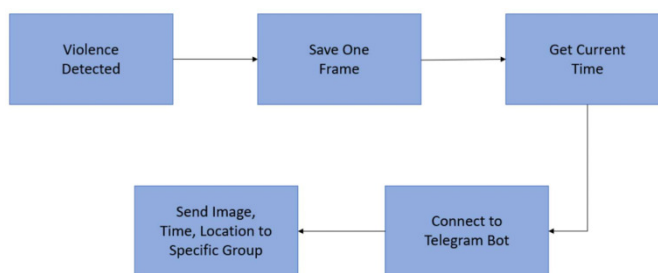 Violence
Detected
Save One
Frame
Get Current
Time
Connect to
Telegram Bot
Send Image,
Time, Location to
Specific Group